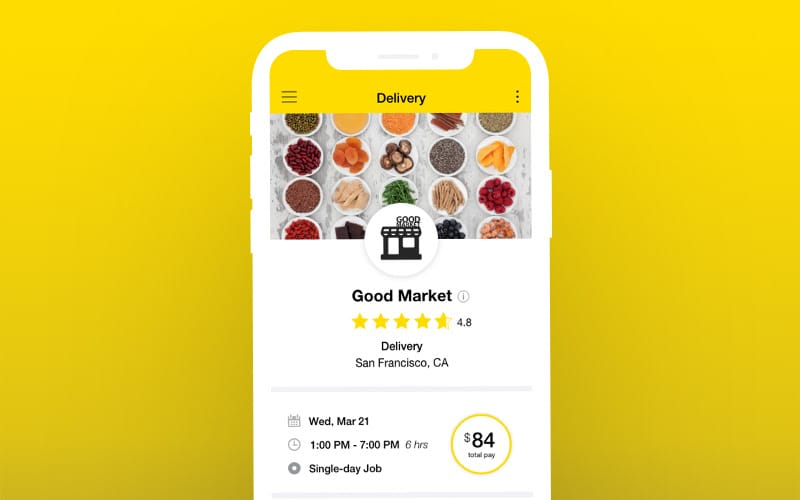 Delivery
GOOD
MARKET
Good Market
4.8
Delivery
San Francisco, CA
Wed, Mar 21
1:00 PM - 7:00 PM 6 hrs
$84
total pay
Single-day Job